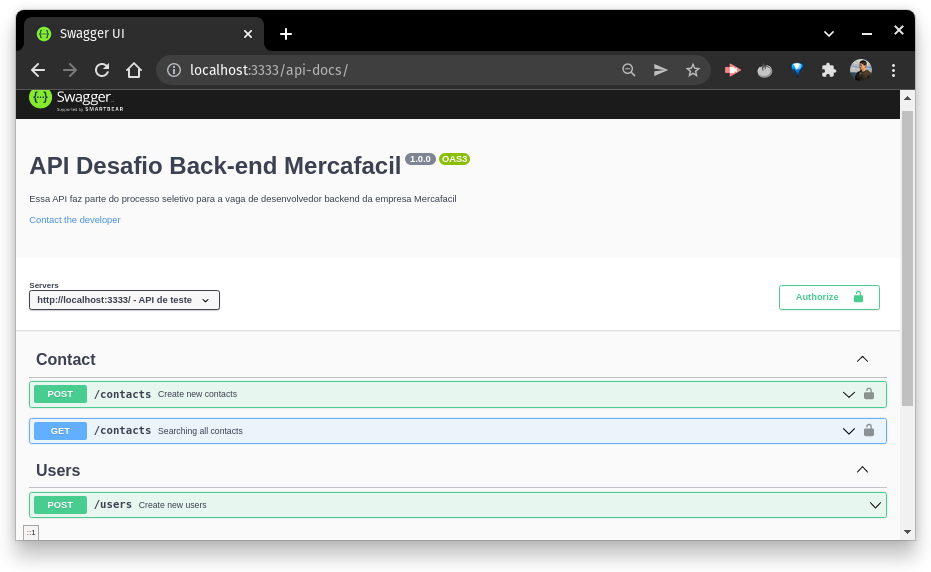 Swagger UI
localhost:3333/api-docs/
Swagger
Supported by SMARTBEAR
API Desafio Back-end Mercafacil 1.0.0 OAS3
Essa API faz parte do processo seletivo para a vaga de desenvolvedor backend da empresa Mercafacil
Contact the developer
Servers
http://localhost:3333/ - API de teste
Authorize
Contact
POST /contacts Create new contacts
GET /contacts Searching all contacts
Users
POST /users Create new users
::1